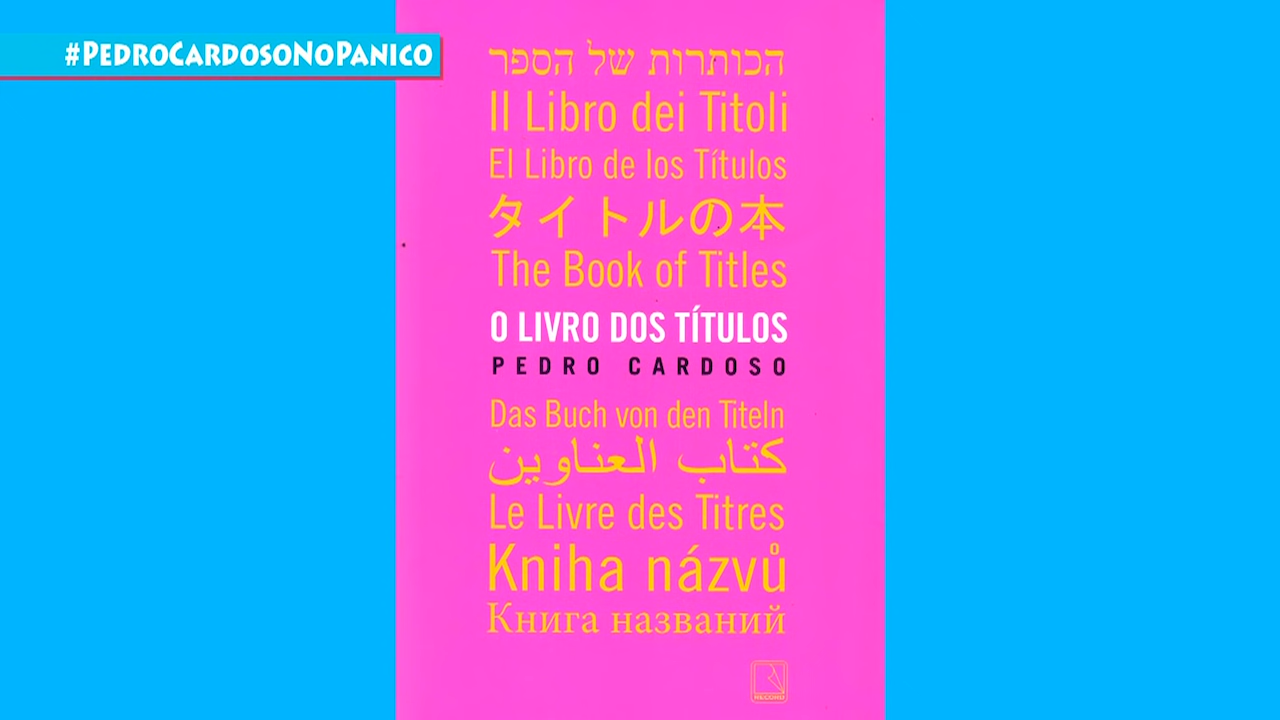 #PEDROCARDOSONOPANICO
הכותרות של הספר
Il Libro dei Titoli
El Libro de los Títulos
タイトルの本
The Book of Titles
O LIVRO DOS TÍTULOS
PEDRO CARDOSO
Das Buch von den Titeln
كتاب العناوين
Le Livre des Titres
Kniha názvů
Книга названий
RECORD